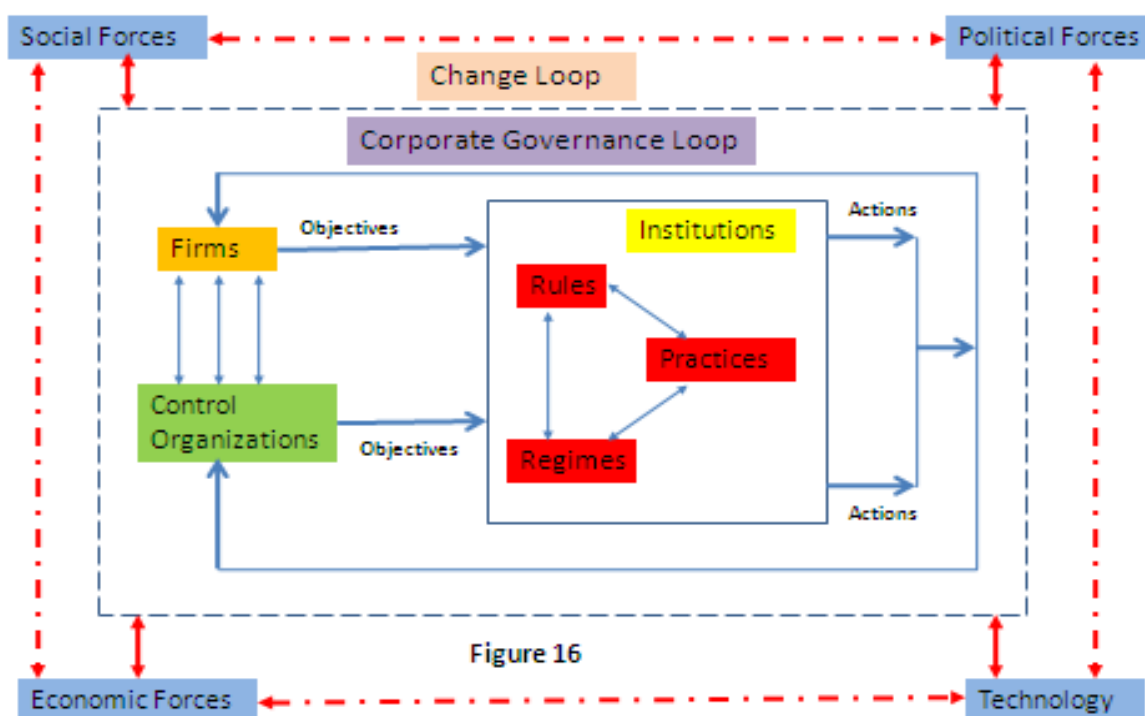 Social Forces
Political Forces
Change Loop
Corporate Governance Loop
Objectives
Actions
Firms
Institutions
Rules
Practices
Control
Organizations
Objectives
Regimes
Actions
Figure 16
Economic Forces
Technology